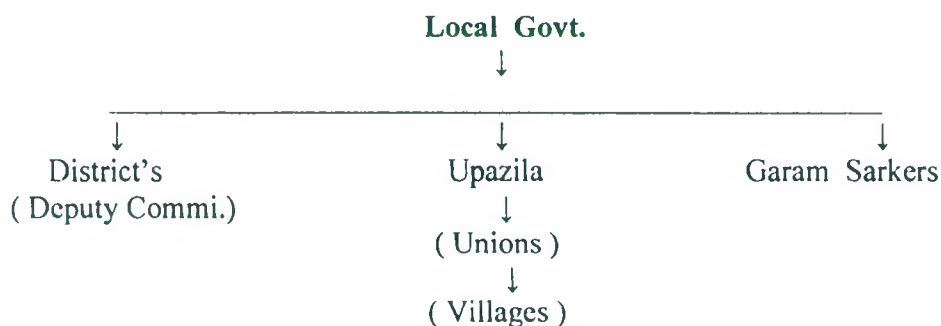 Local Govt.
District's Upazila Garam Sarkers
( Deputy Commi.)
( Unions )
( Villages )